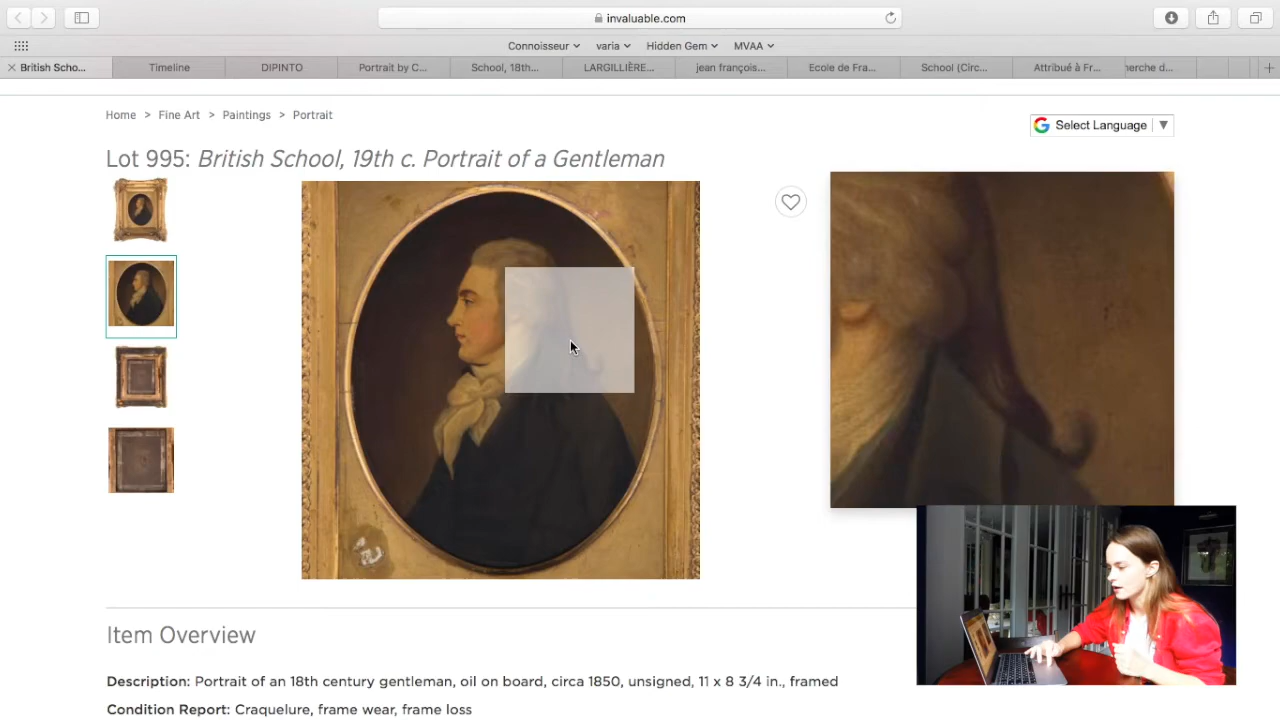 invaluable.com
Connoisseur varia Hidden Gem MVAA
British Scho... Timeline DIPINTO Portrait by C... School, 18th... LARGILLIÈRE... jean françois... Ecole de Fra... School (Circ... Attribué à Fr... herche d...
Home > Fine Art > Paintings > Portrait
Select Language
Lot 995: British School, 19th c. Portrait of a Gentleman
Item Overview
Description: Portrait of an 18th century gentleman, oil on board, circa 1850, unsigned, 11 x 8 3/4 in., framed
Condition Report: Craquelure, frame wear, frame loss